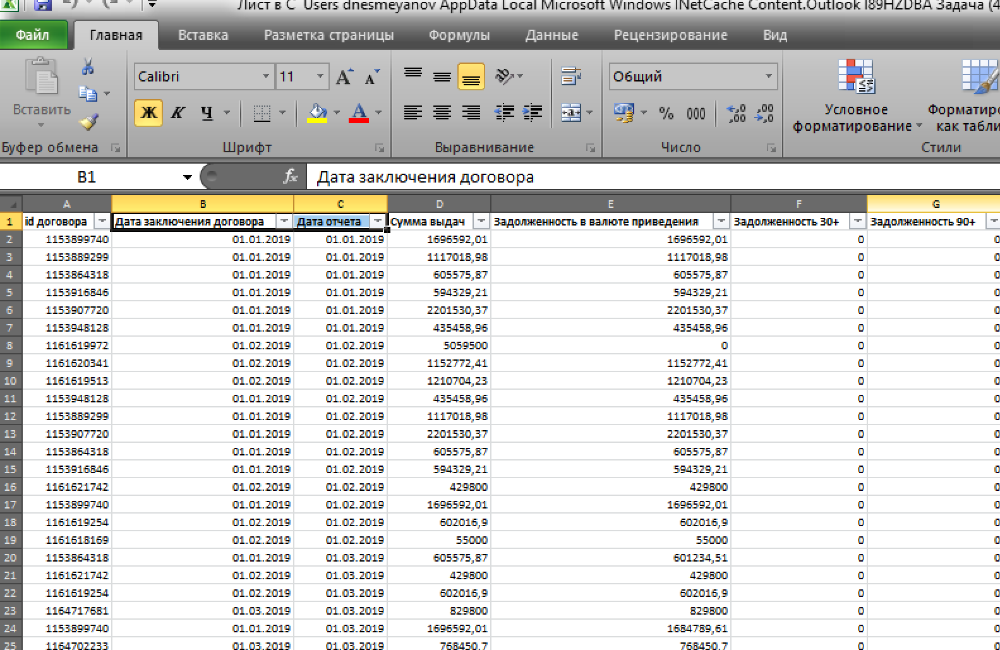 Лист в C Users dnesmeyanov AppData Local Microsoft Windows INetCache Content.Outlook I89HZDBA Задача (4
Файл Главная Вставка Разметка страницы Формулы Данные Рецензирование Вид
Calibri 11 Общий
Вставить Ж К Ч % 000 Условное форматирование
как
Буфер обмена Шрифт Выравнивание Число Стили
B1 fx Дата заключения договора
A B C D E F G
1 id договора Дата заключения договора Дата отчета Сумма выдач Задолженность в валюте приведения Задолженность 30+ Задолженность 90+
2 1153899740 01.01.2019 01.01.2019 1696592,01 1696592,01 0 0
3 1153889299 01.01.2019 01.01.2019 1117018,98 1117018,98 0 0
4 1153864318 01.01.2019 01.01.2019 605575,87 605575,87 0 0
5 1153916846 01.01.2019 01.01.2019 594329,21 594329,21 0 0
6 1153907720 01.01.2019 01.01.2019 2201530,37 2201530,37 0 0
7 1153948128 01.01.2019 01.01.2019 435458,96 435458,96 0 0
8 1161619972 01.02.2019 01.02.2019 5059500 0 0 0
9 1161620341 01.02.2019 01.02.2019 1152772,41 1152772,41 0 0
10 1161619513 01.02.2019 01.02.2019 1210704,23 1210704,23 0 0
11 1153948128 01.01.2019 01.02.2019 435458,96 435458,96 0 0
12 1153889299 01.01.2019 01.02.2019 1117018,98 1117018,98 0 0
13 1153907720 01.01.2019 01.02.2019 2201530,37 2201530,37 0 0
14 1153864318 01.01.2019 01.02.2019 605575,87 605575,87 0 0
15 1153916846 01.01.2019 01.02.2019 594329,21 594329,21 0 0
16 1161621742 01.02.2019 01.02.2019 429800 429800 0 0
17 1153899740 01.01.2019 01.02.2019 1696592,01 1696592,01 0 0
18 1161619254 01.02.2019 01.02.2019 602016,9 602016,9 0 0
19 1161618169 01.02.2019 01.02.2019 55000 55000 0 0
20 1153864318 01.01.2019 01.03.2019 605575,87 601234,51 0 0
21 1161621742 01.02.2019 01.03.2019 429800 429800 0 0
22 1161619254 01.02.2019 01.03.2019 602016,9 602016,9 0 0
23 1164717681 01.03.2019 01.03.2019 829800 829800 0 0
24 1153899740 01.01.2019 01.03.2019 1696592,01 1684789,61 0 0
25 1164702233 01.03.2019 01.03.2019 768450,7 768450,7 0 0